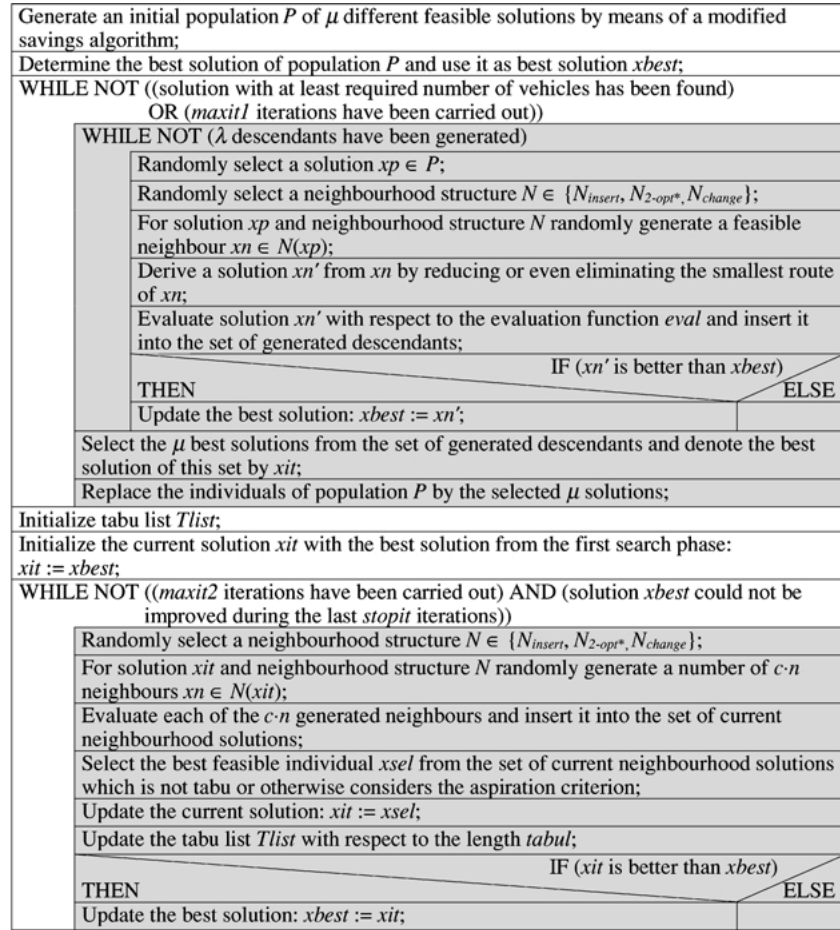 Generate an initial population P of μ different feasible solutions by means of a modified
savings algorithm;
Determine the best solution of population P and use it as best solution xbest;
WHILE NOT ((solution with at least required number of vehicles has been found)
OR (maxit1 iterations have been carried out))
WHILE NOT (λ descendants have been generated)
Randomly select a solution xp ∈ P;
Randomly select a neighbourhood structure N ∈ {Ninsert, N2-opt*, Nchange};
For solution xp and neighbourhood structure N randomly generate a feasible
neighbour xn ∈ N(xp);
Derive a solution xn' from xn by reducing or even eliminating the smallest route
of xn;
Evaluate solution xn' with respect to the evaluation function eval and insert it
into the set of generated descendants;
IF (xn' is better than xbest)
THEN ELSE
Update the best solution: xbest := xn';
Select the μ best solutions from the set of generated descendants and denote the best
solution of this set by xit;
Replace the individuals of population P by the selected μ solutions;
Initialize tabu list Tlist;
Initialize the current solution xit with the best solution from the first search phase:
xit := xbest;
WHILE NOT ((maxit2 iterations have been carried out) AND (solution xbest could not be
improved during the last stopit iterations))
Randomly select a neighbourhood structure N ∈ {Ninsert, N2-opt*, Nchange};
For solution xit and neighbourhood structure N randomly generate a number of c·n
neighbours xn ∈ N(xit);
Evaluate each of the c·n generated neighbours and insert it into the set of current
neighbourhood solutions;
Select the best feasible individual xsel from the set of current neighbourhood solutions
which is not tabu or otherwise considers the aspiration criterion;
Update the current solution: xit := xsel;
Update the tabu list Tlist with respect to the length tabul;
IF (xit is better than xbest)
THEN ELSE
Update the best solution: xbest := xit;